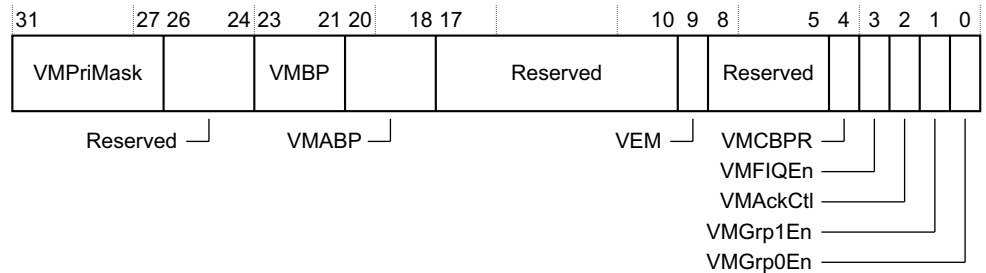 31 27 26 24 23 21 20 18 17 10 9 8 5 4 3 2 1 0
VMPriMask VMBP Reserved Reserved
Reserved VMABP VEM VMCBPR
VMFIQEn
VMAckCtl
VMGrp1En
VMGrp0En